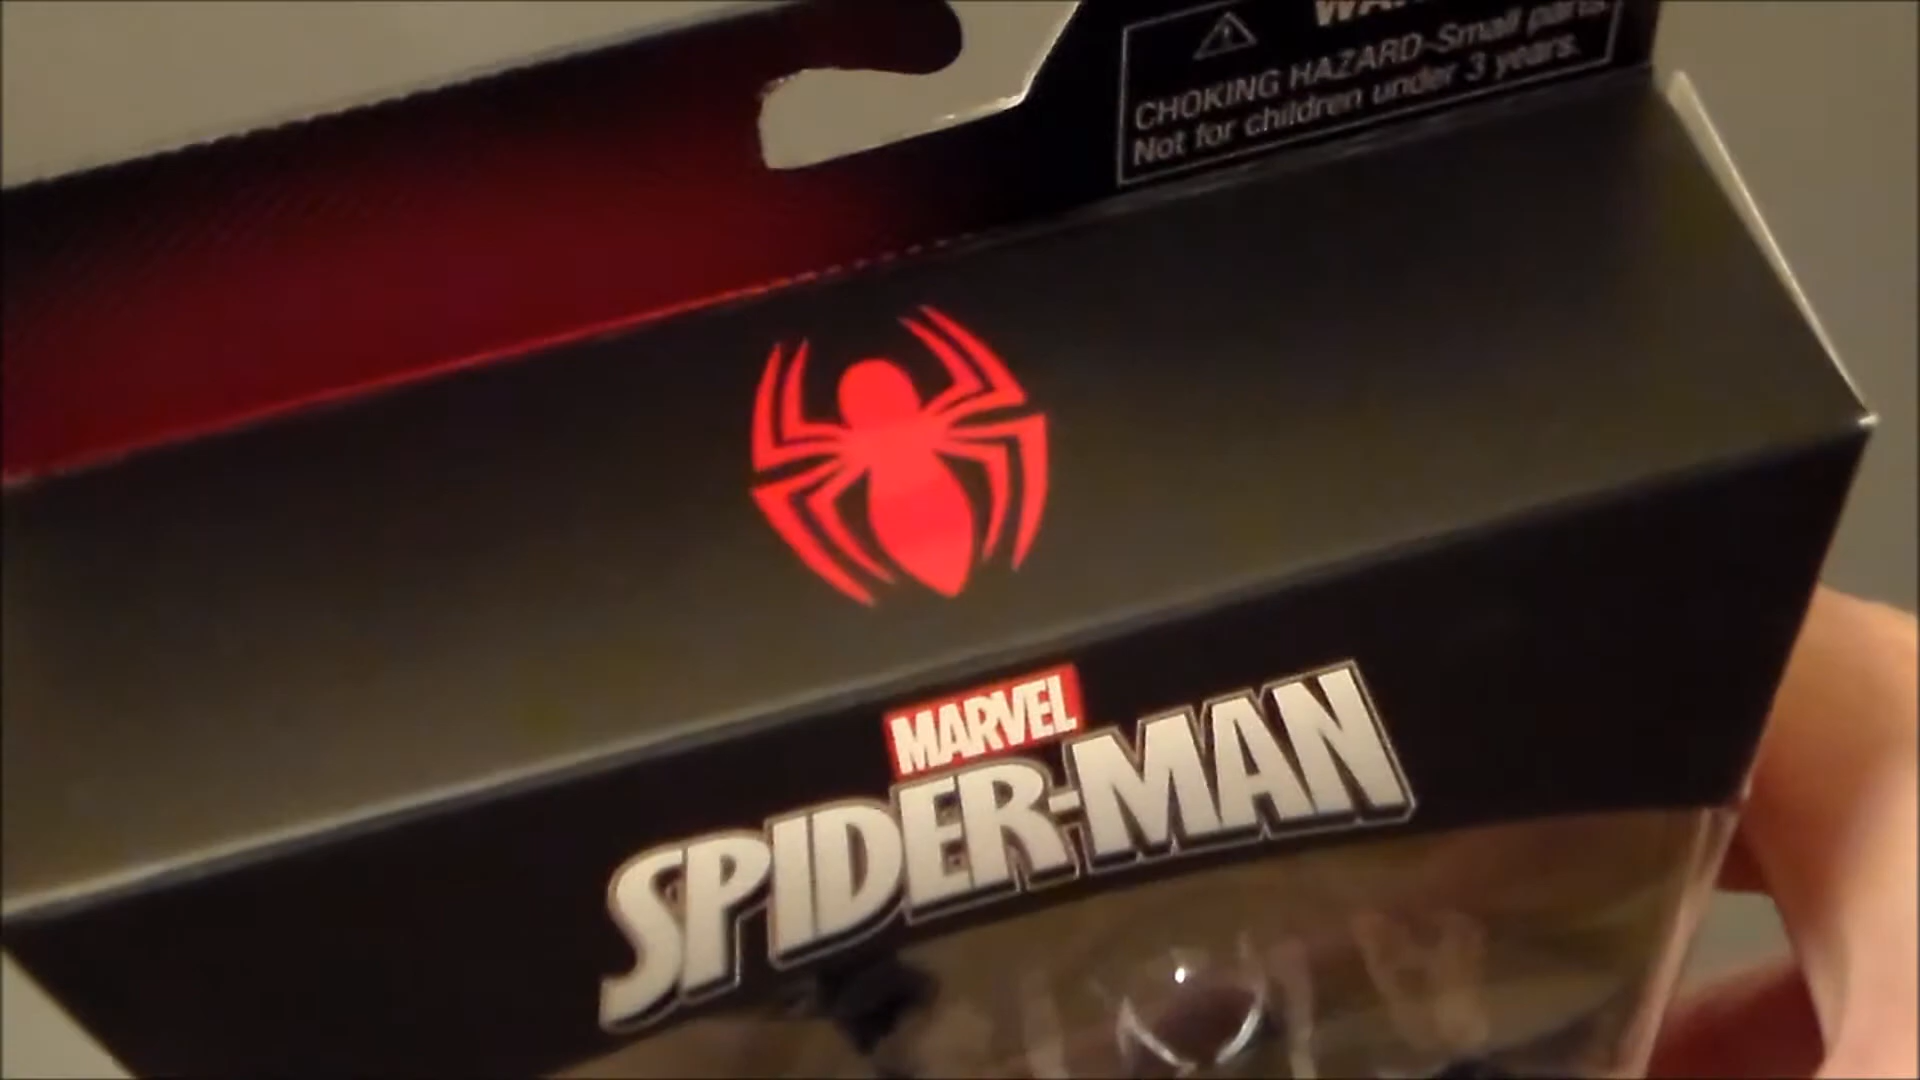 CHOKING HAZARD-Small parts.
Not for children under 3 years.
MARVEL
SPIDER-MAN